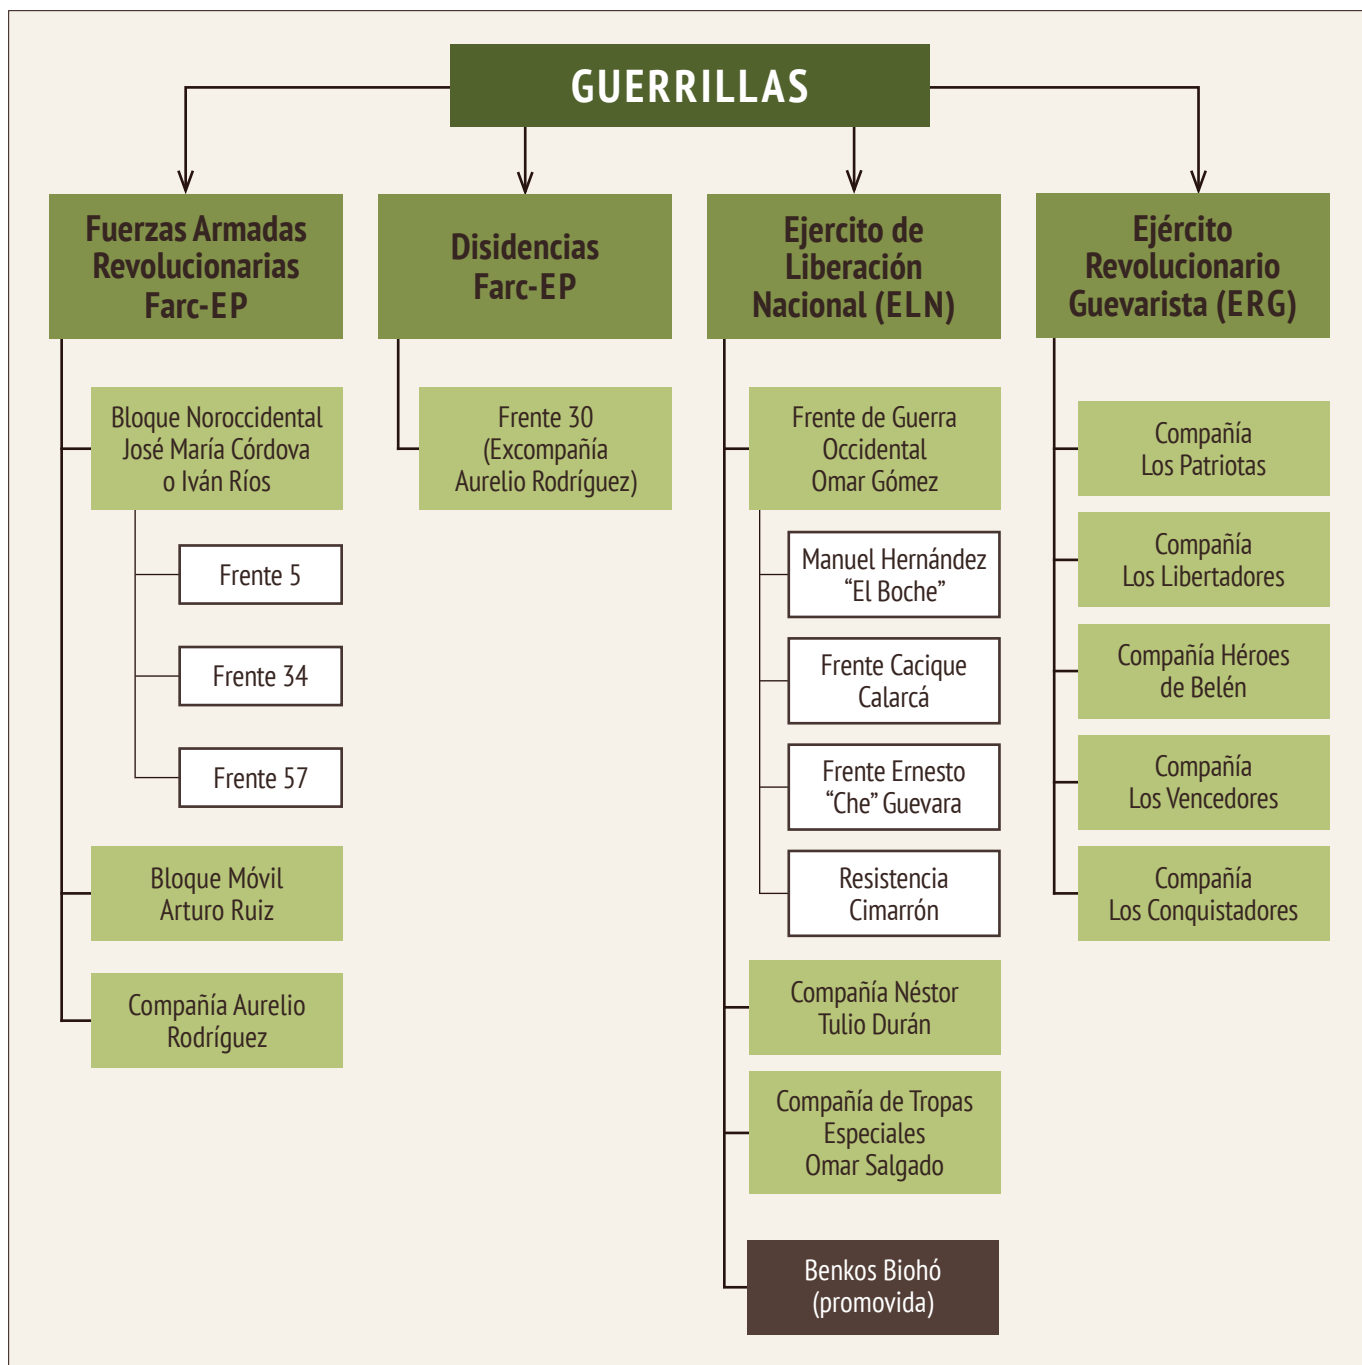 GUERRILLAS
Fuerzas Armadas
Revolucionarias
Farc-EP
Bloque Noroccidental
José María Córdova
o Iván Ríos
Frente 5
Frente 34
Frente 57
Bloque Móvil
Arturo Ruiz
Compañía Aurelio
Rodríguez
Disidencias
Farc-EP
Frente 30
(Excompañía
Aurelio Rodríguez)
Ejercito de
Liberación
Nacional (ELN)
Frente de Guerra
Occidental
Omar Gómez
Manuel Hernández
“El Boche”
Frente Cacique
Calarcá
Frente Ernesto
“Che” Guevara
Resistencia
Cimarrón
Compañía Néstor
Tulio Durán
Compañía de Tropas
Especiales
Omar Salgado
Benkos Biohó
(promovida)
Ejército
Revolucionario
Guevarista (ERG)
Compañía
Los Patriotas
Compañía
Los Libertadores
Compañía Héroes
de Belén
Compañía
Los Vencedores
Compañía
Los Conquistadores